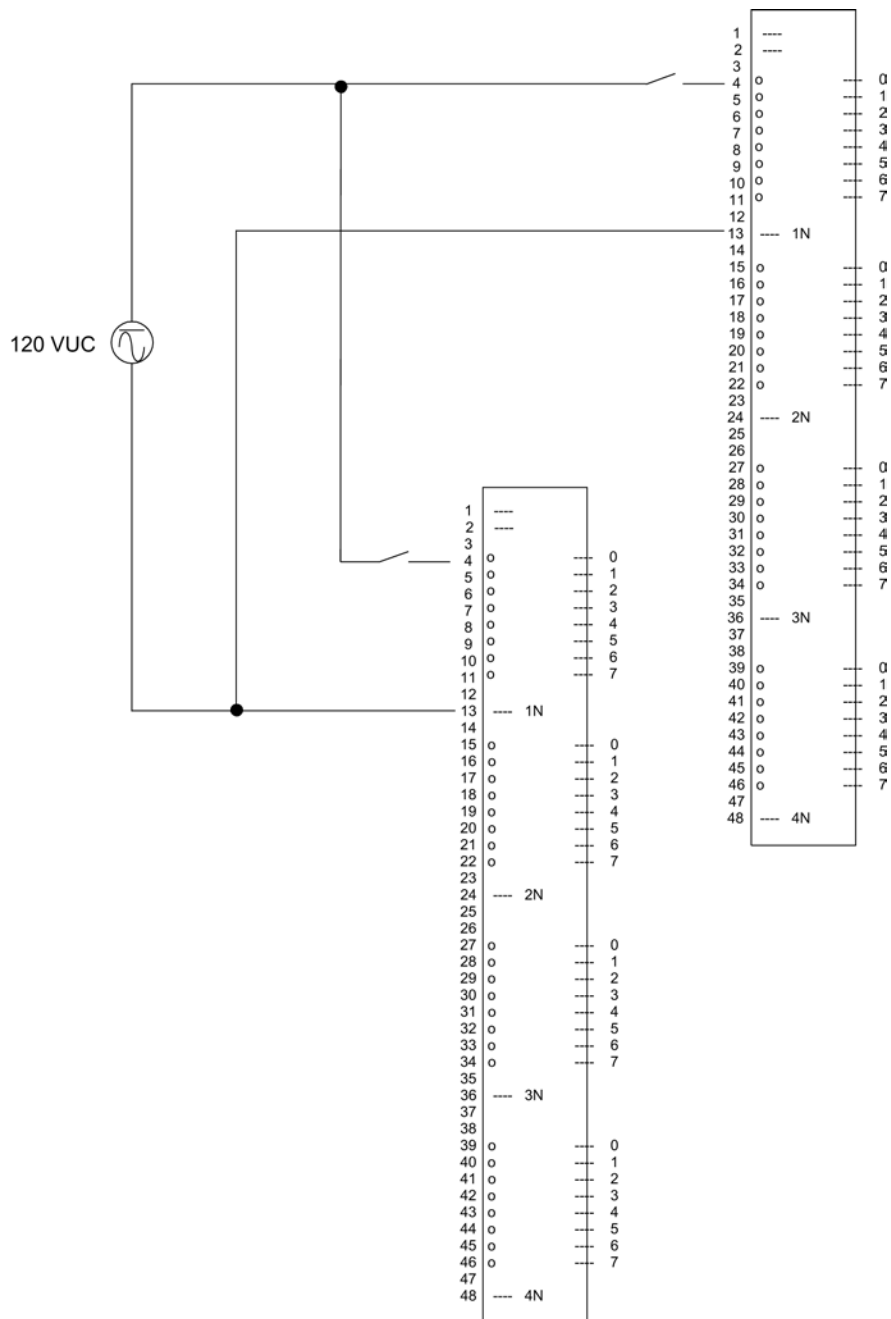 1 ----
2 ----
3
4 o ---- 0
5 o ---- 1
6 o ---- 2
7 o ---- 3
8 o ---- 4
9 o ---- 5
10 o ---- 6
11 o ---- 7
12
13 ---- 1N
14
15 o ---- 0
16 o ---- 1
17 o ---- 2
18 o ---- 3
19 o ---- 4
20 o ---- 5
21 o ---- 6
22 o ---- 7
23
24 ---- 2N
25
26
27 o ---- 0
28 o ---- 1
29 o ---- 2
30 o ---- 3
31 o ---- 4
32 o ---- 5
33 o ---- 6
34 o ---- 7
35
36 ---- 3N
37
38
39 o ---- 0
40 o ---- 1
41 o ---- 2
42 o ---- 3
43 o ---- 4
44 o ---- 5
45 o ---- 6
46 o ---- 7
47
48 ---- 4N
120 VUC
1 ----
2 ----
3
4 o ---- 0
5 o ---- 1
6 o ---- 2
7 o ---- 3
8 o ---- 4
9 o ---- 5
10 o ---- 6
11 o ---- 7
12
13 ---- 1N
14
15 o ---- 0
16 o ---- 1
17 o ---- 2
18 o ---- 3
19 o ---- 4
20 o ---- 5
21 o ---- 6
22 o ---- 7
23
24 ---- 2N
25
26
27 o ---- 0
28 o ---- 1
29 o ---- 2
30 o ---- 3
31 o ---- 4
32 o ---- 5
33 o ---- 6
34 o ---- 7
35
36 ---- 3N
37
38
39 o ---- 0
40 o ---- 1
41 o ---- 2
42 o ---- 3
43 o ---- 4
44 o ---- 5
45 o ---- 6
46 o ---- 7
47
48 ---- 4N